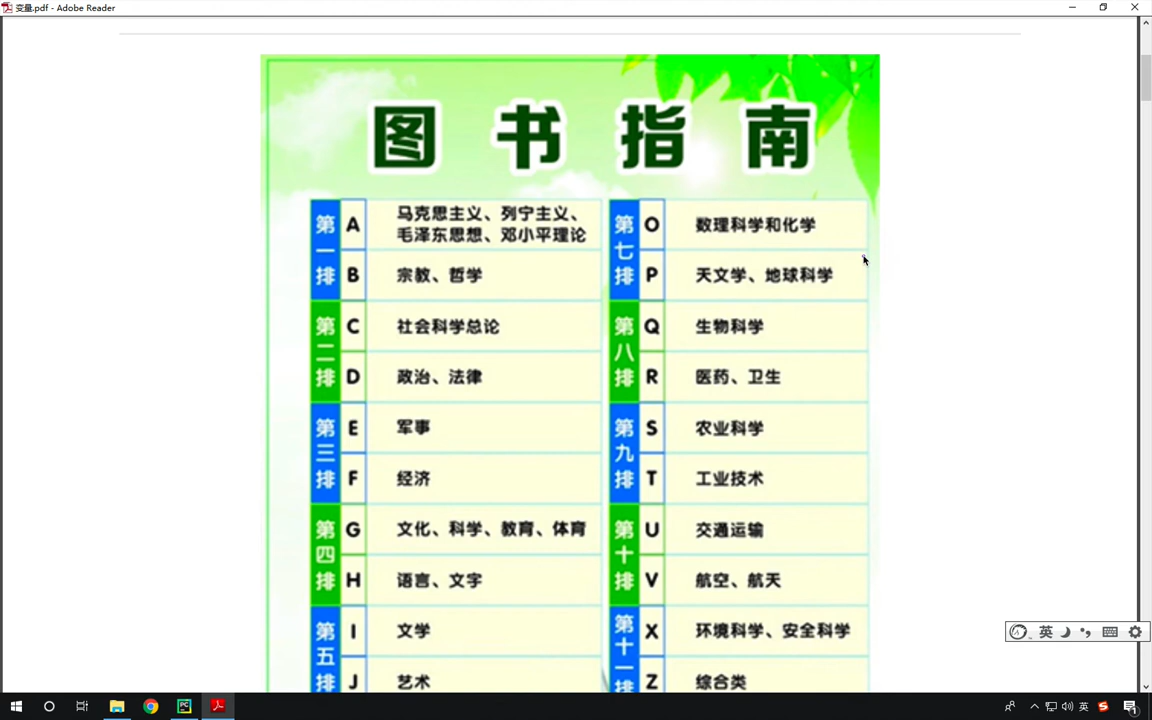 变量.pdf - Adobe Reader
图书指南
第一排
A
马克思主义、列宁主义、
毛泽东思想、邓小平理论
B
宗教、哲学
第二排
C
社会科学总论
D
政治、法律
第三排
E
军事
F
经济
第四排
G
文化、科学、教育、体育
H
语言、文字
第五排
I
文学
J
艺术
第七排
O
数理科学和化学
P
天文学、地球科学
第八排
Q
生物科学
R
医药、卫生
第九排
S
农业科学
T
工业技术
第十排
U
交通运输
V
航空、航天
第十一排
X
环境科学、安全科学
Z
综合类
英
英